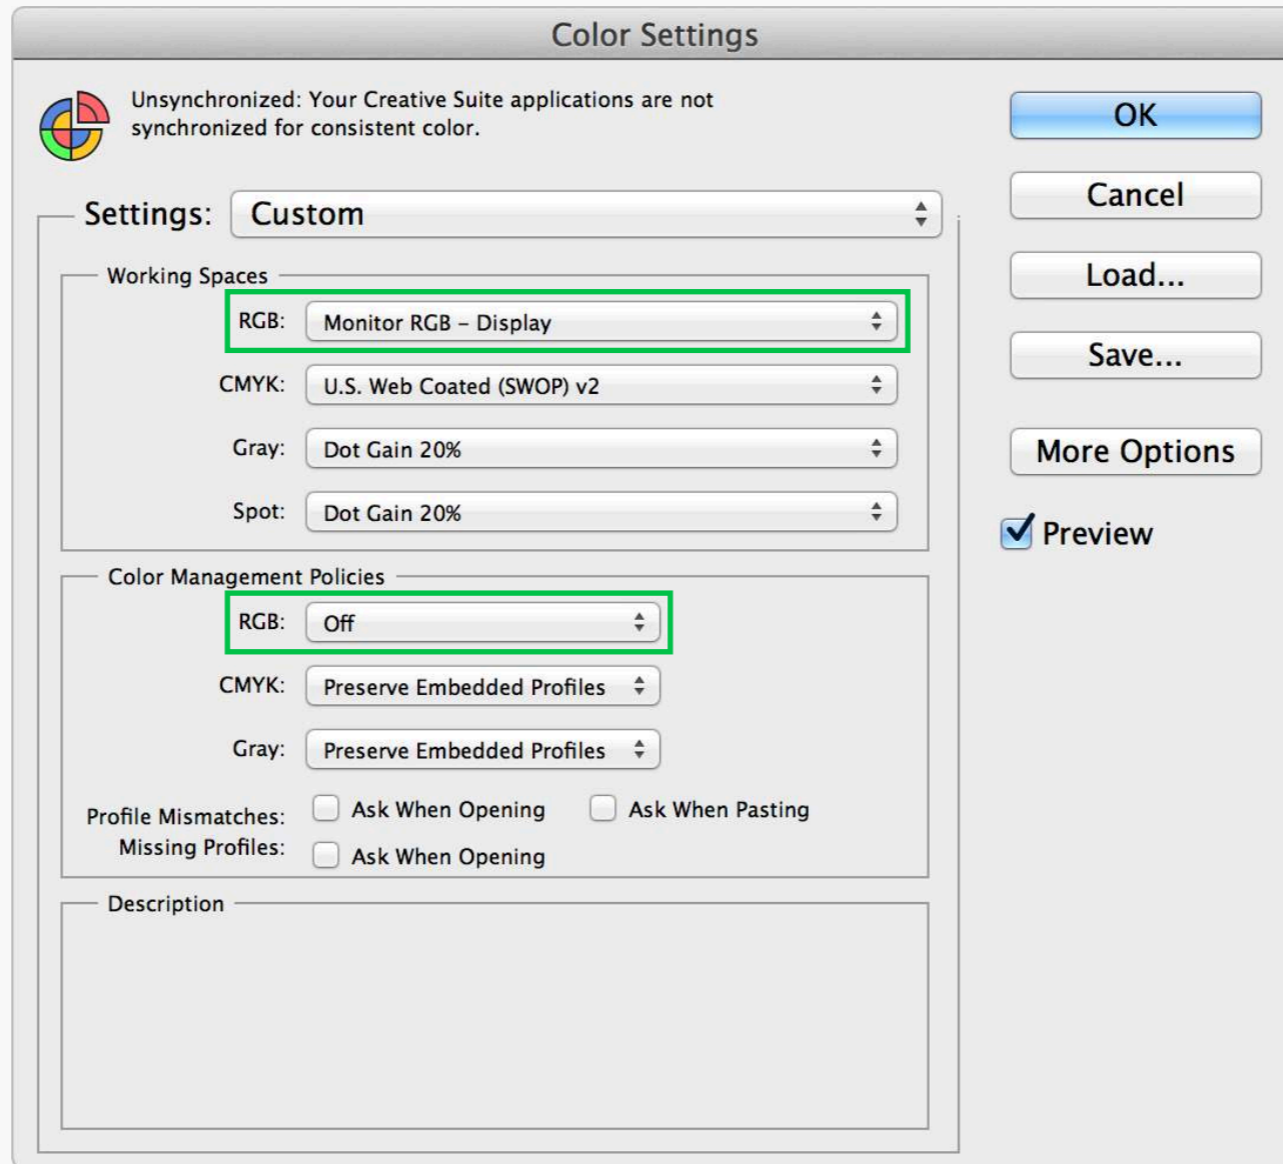 Color Settings
Unsynchronized: Your Creative Suite applications are not
synchronized for consistent color.
OK
Cancel
Load...
Save...
More Options
Preview
Settings: Custom
Working Spaces
RGB: Monitor RGB – Display
CMYK: U.S. Web Coated (SWOP) v2
Gray: Dot Gain 20%
Spot: Dot Gain 20%
Color Management Policies
RGB: Off
CMYK: Preserve Embedded Profiles
Gray: Preserve Embedded Profiles
Profile Mismatches: Ask When Opening Ask When Pasting
Missing Profiles: Ask When Opening
Description